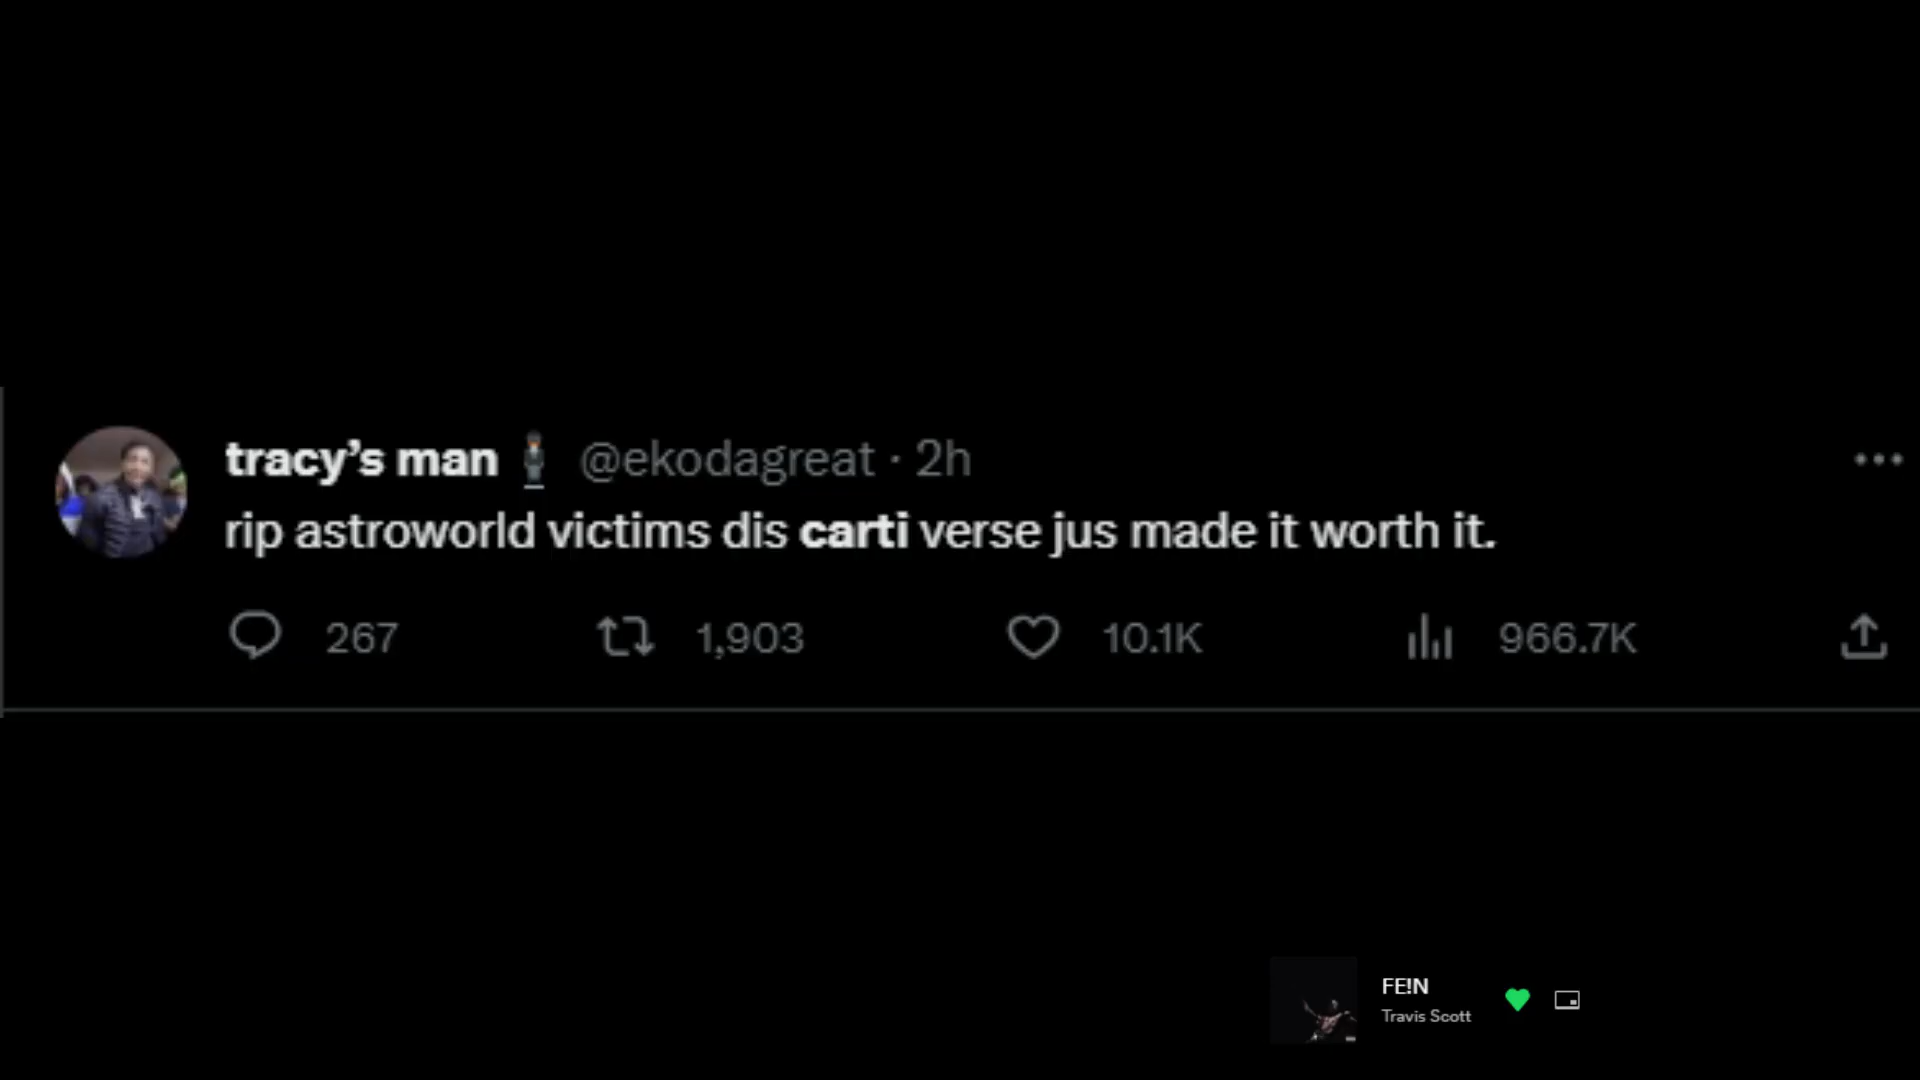 tracy’s man 🕴🏿 @ekodagreat · 2h
rip astroworld victims dis carti verse jus made it worth it.
267 1,903 10.1K 966.7K
FE!N
Travis Scott